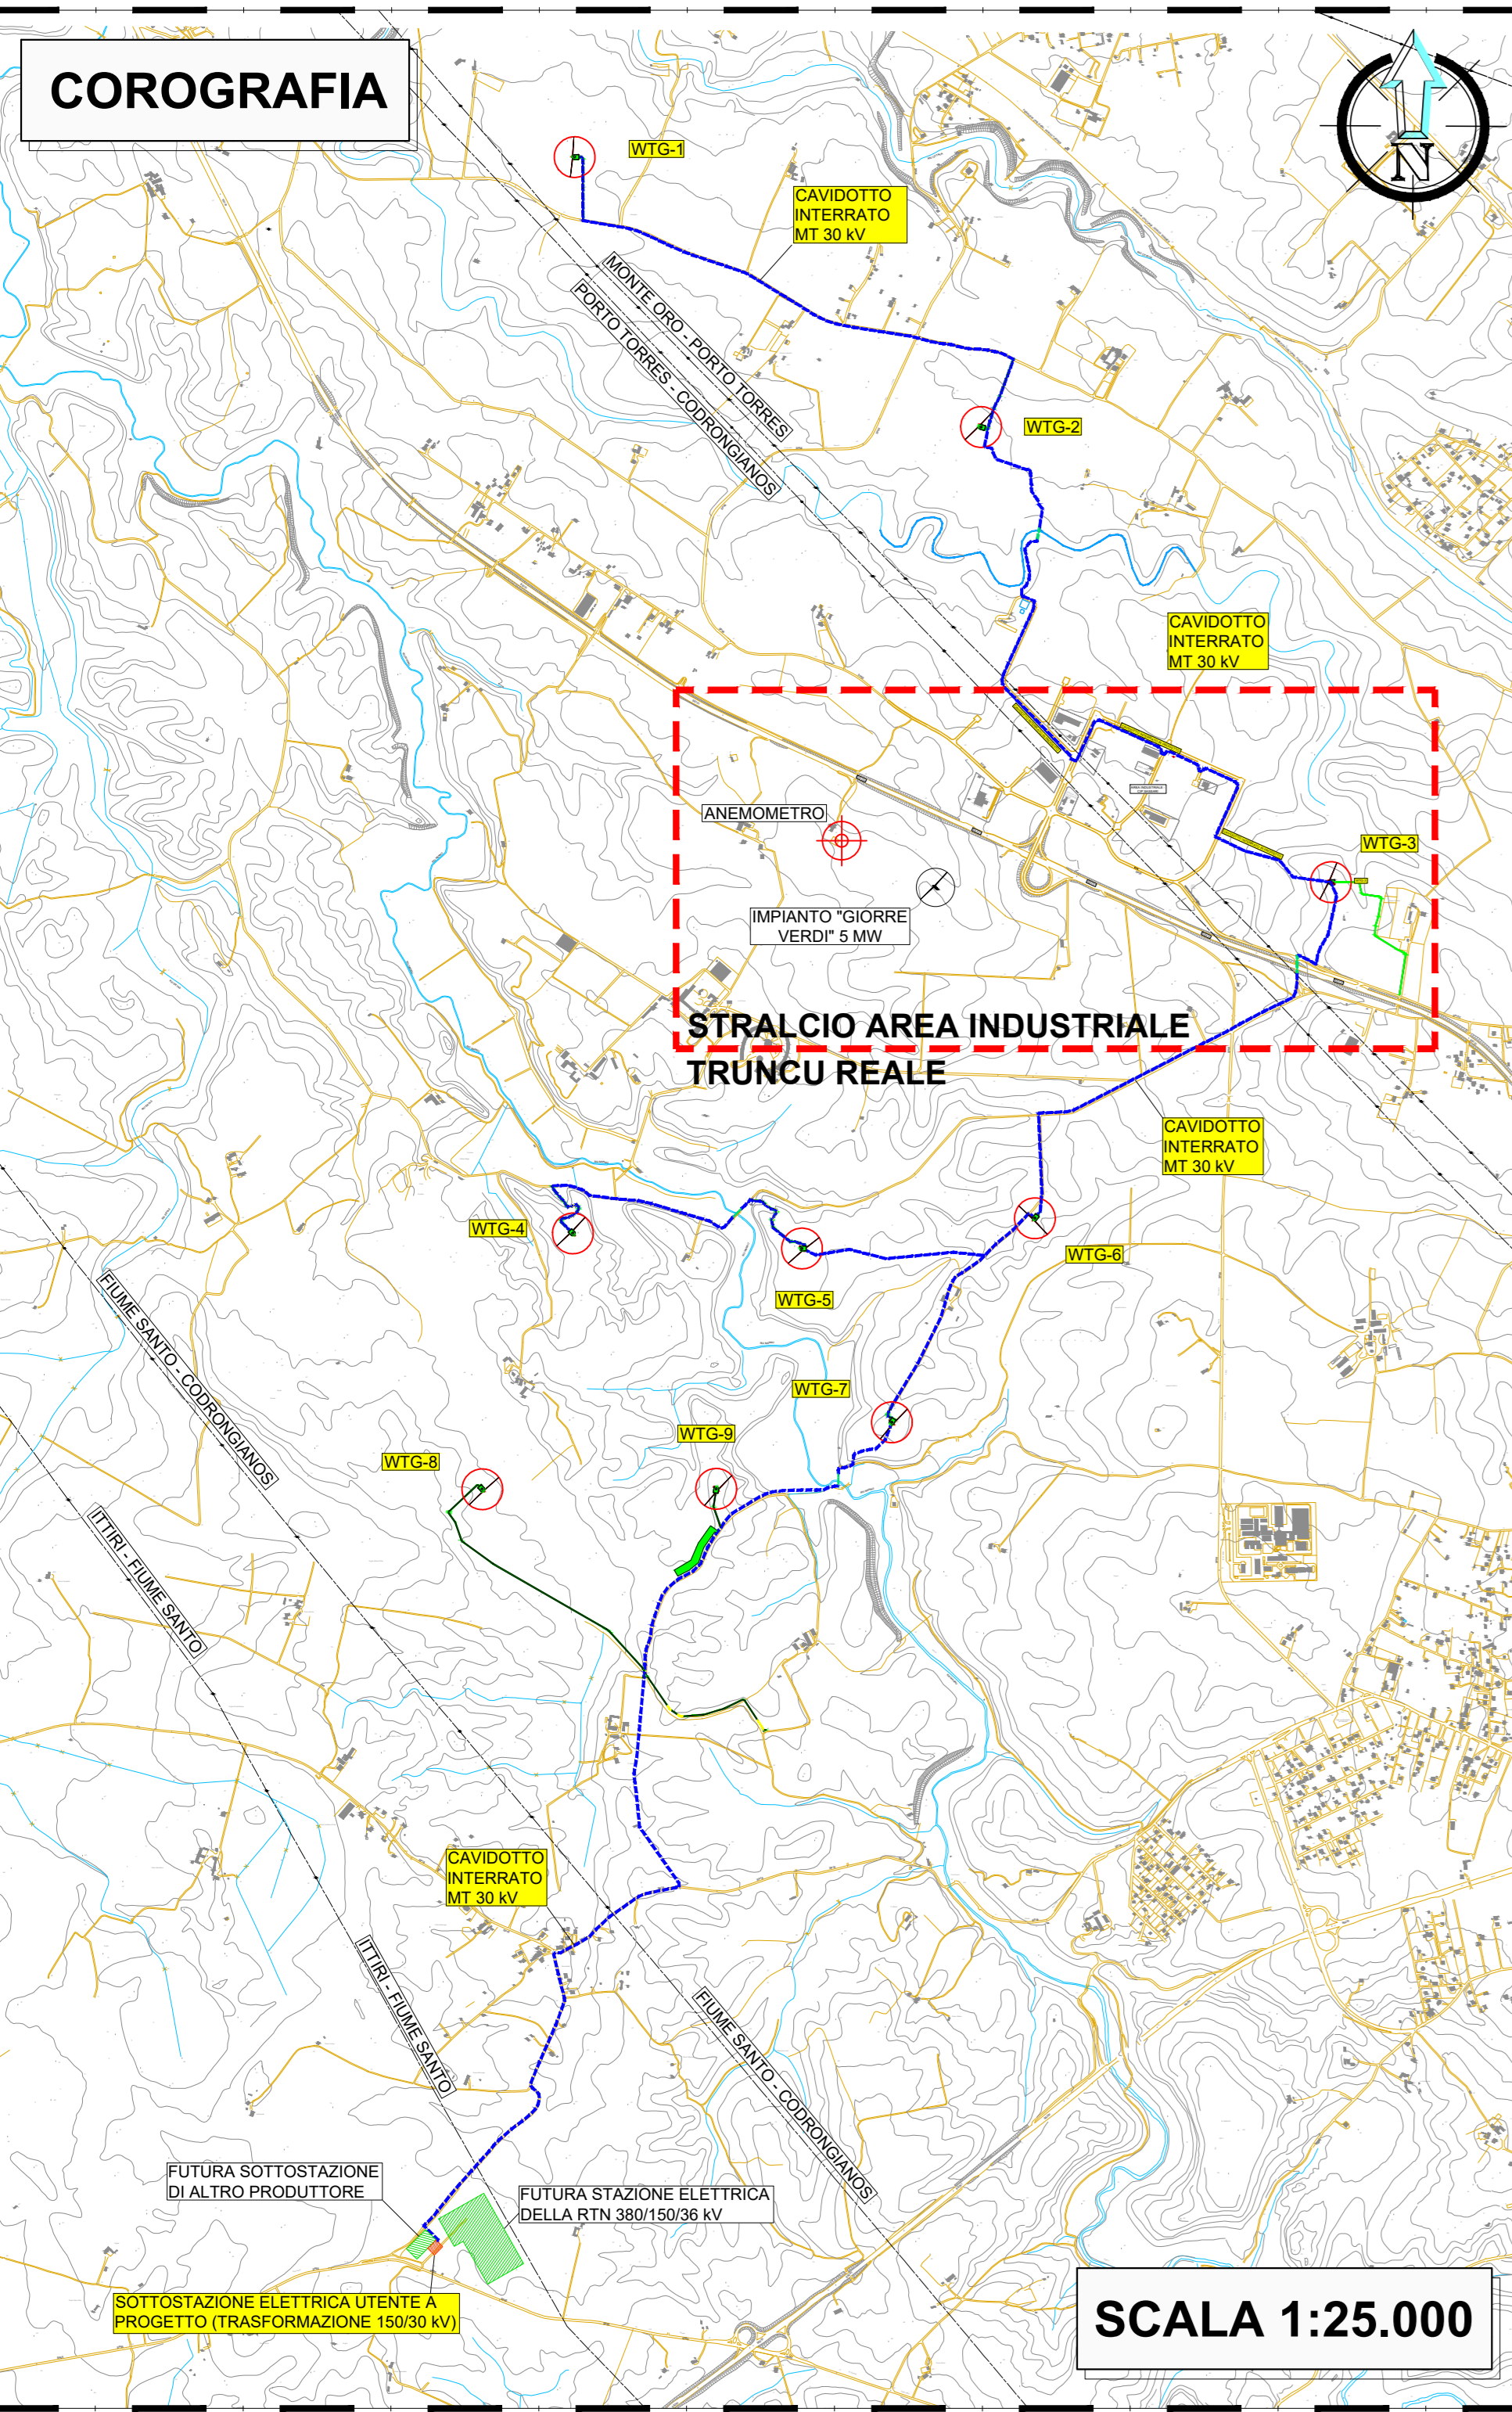 COROGRAFIA
N
WTG-1
CAVIDOTTO
INTERRATO
MT 30 kV
MONTE ORO - PORTO TORRES
PORTO TORRES - CODRONGIANOS
WTG-2
CAVIDOTTO
INTERRATO
MT 30 kV
ANEMOMETRO
WTG-3
IMPIANTO "GIORRE
VERDI" 5 MW
STRALCIO AREA INDUSTRIALE
TRUNCU REALE
CAVIDOTTO
INTERRATO
MT 30 kV
WTG-4
WTG-6
WTG-5
FIUME SANTO - CODRONGIANOS
WTG-7
WTG-9
WTG-8
ITTIRI - FIUME SANTO
CAVIDOTTO
INTERRATO
MT 30 kV
ITTIRI - FIUME SANTO
FIUME SANTO - CODRONGIANOS
FUTURA SOTTOSTAZIONE
DI ALTRO PRODUTTORE
FUTURA STAZIONE ELETTRICA
DELLA RTN 380/150/36 kV
SOTTOSTAZIONE ELETTRICA UTENTE A
PROGETTO (TRASFORMAZIONE 150/30 kV)
SCALA 1:25.000